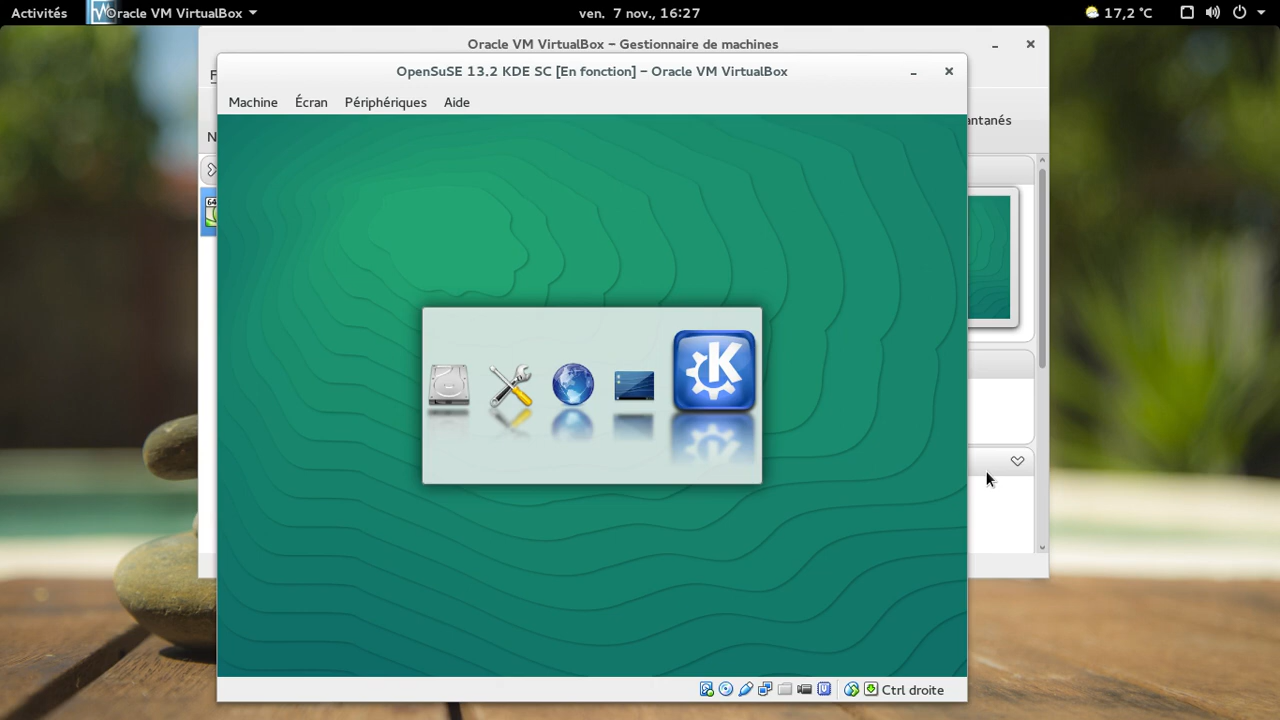 Activités Oracle VM VirtualBox ven. 7 nov., 16:27 17,2 °C
Oracle VM VirtualBox – Gestionnaire de machines
OpenSuSE 13.2 KDE SC [En fonction] – Oracle VM VirtualBox
Machine Écran Périphériques Aide
antanés
64
K
Ctrl droite